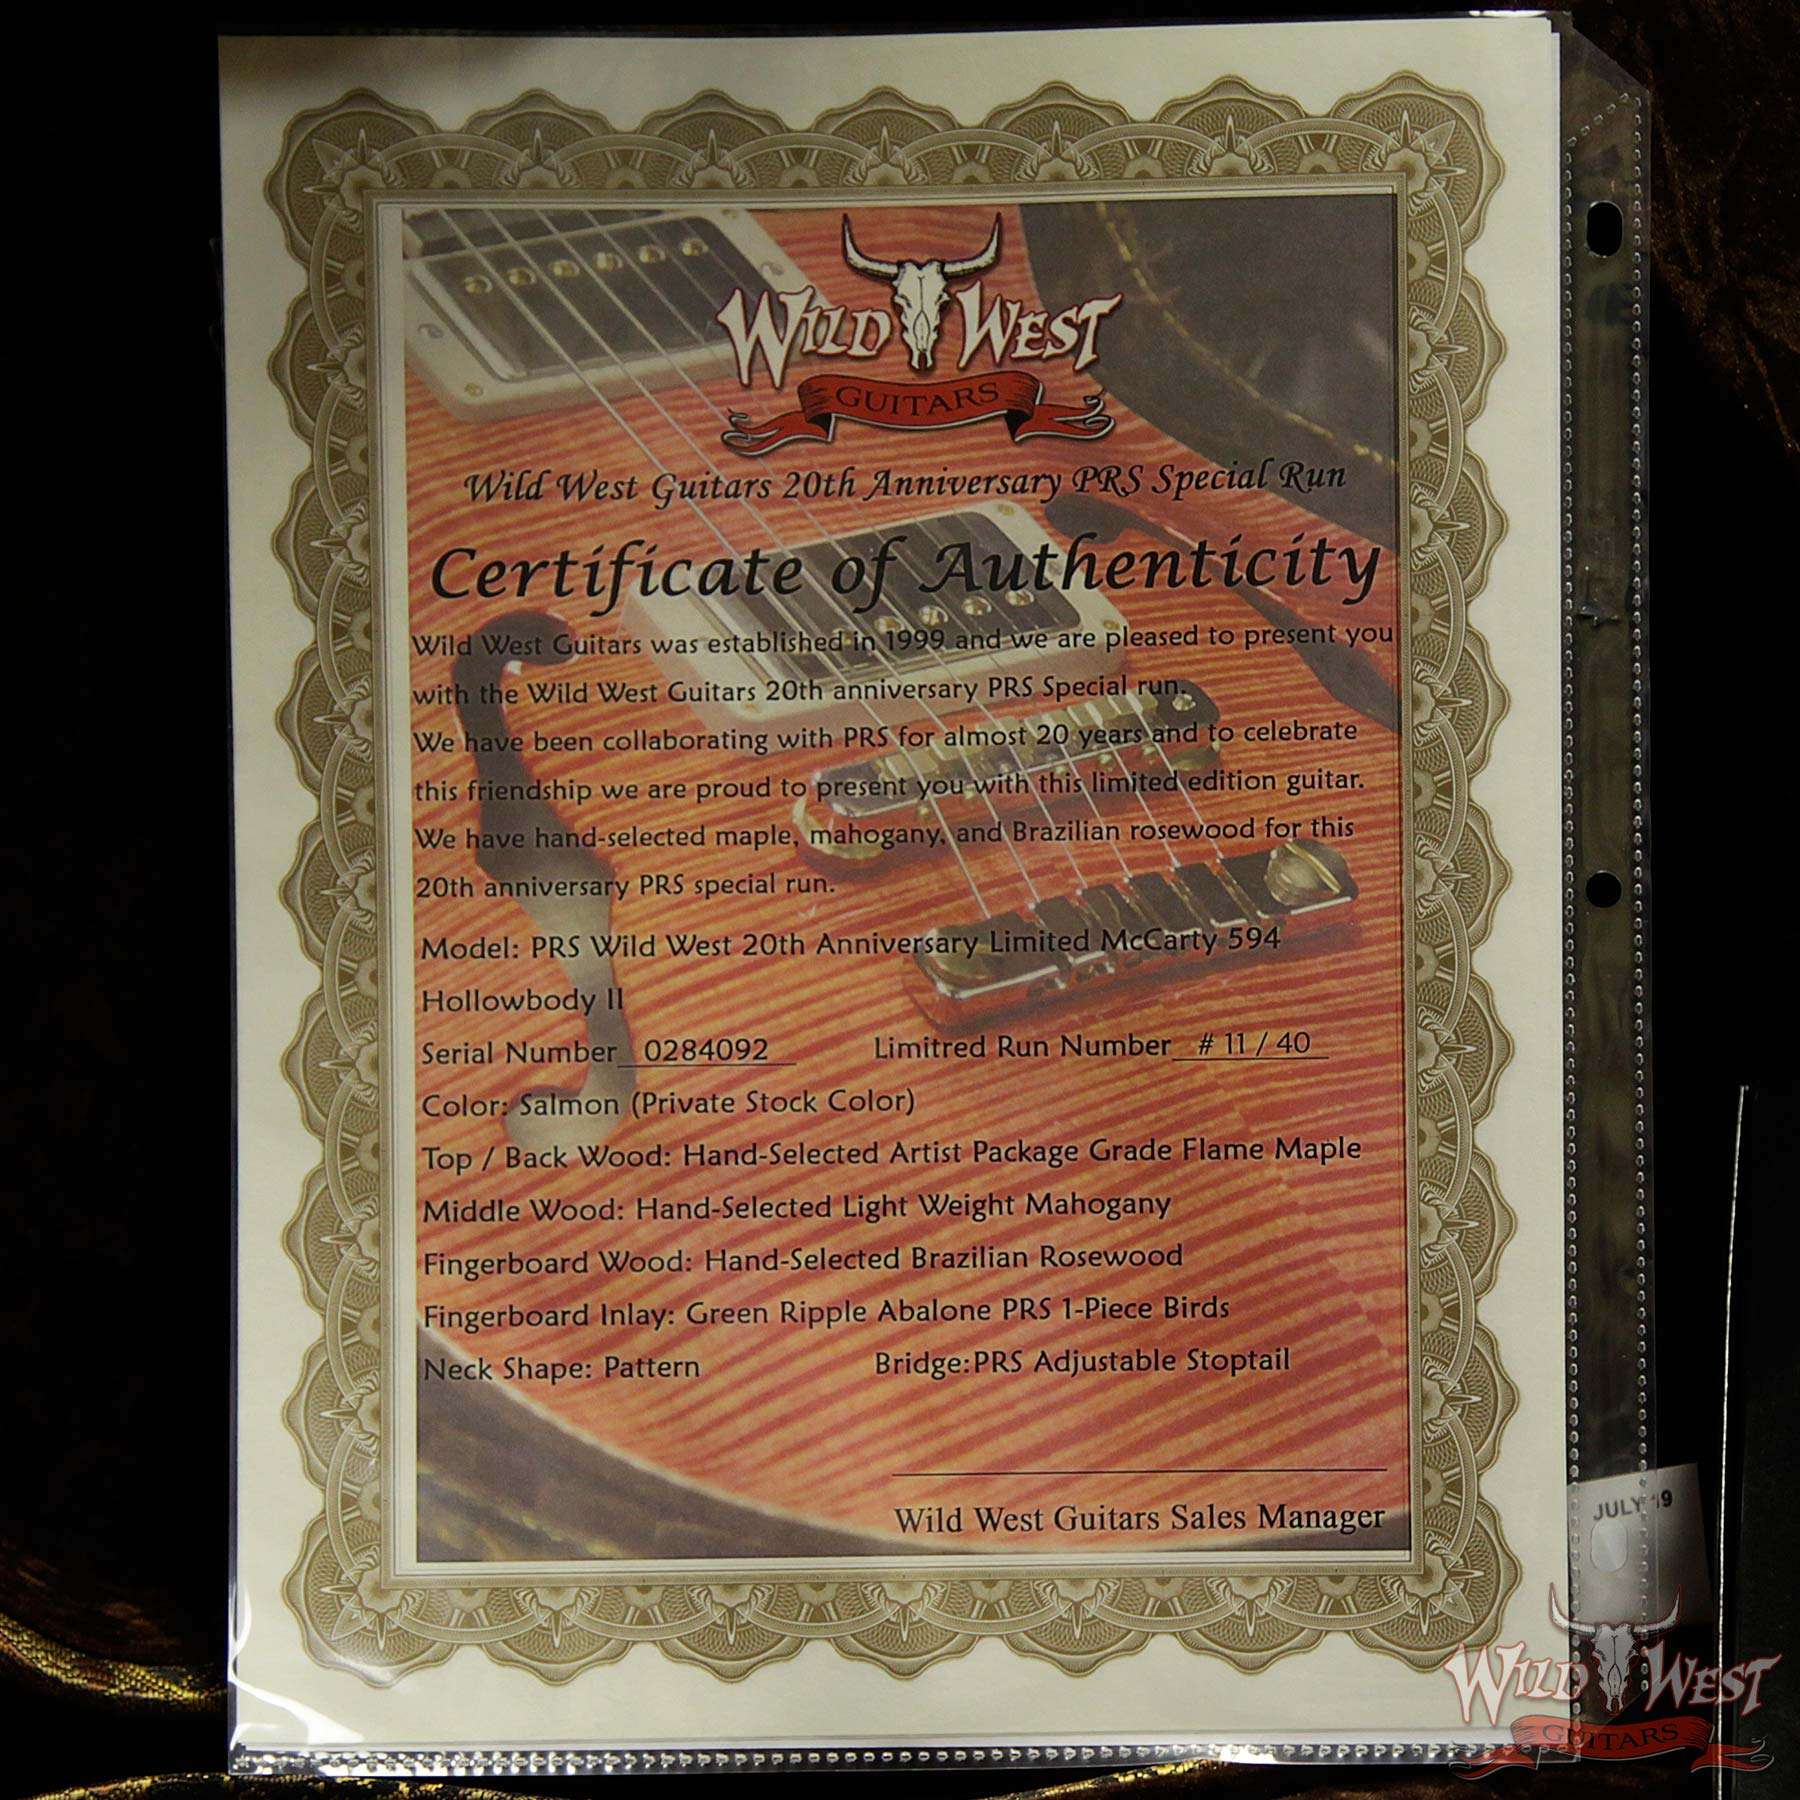 WILD WEST
GUITARS
Wild West Guitars 20th Anniversary PRS Special Run
Certificate of Authenticity
Wild West Guitars was established in 1999 and we are pleased to present you
with the Wild West Guitars 20th anniversary PRS Special run.
We have been collaborating with PRS for almost 20 years and to celebrate
this friendship we are proud to present you with this limited edition guitar.
We have hand-selected maple, mahogany, and Brazilian rosewood for this
20th anniversary PRS special run.
Model: PRS Wild West 20th Anniversary Limited McCarty 594
Hollowbody II
Serial Number 0284092 Limitred Run Number # 11 / 40
Color: Salmon (Private Stock Color)
Top / Back Wood: Hand-Selected Artist Package Grade Flame Maple
Middle Wood: Hand-Selected Light Weight Mahogany
Fingerboard Wood: Hand-Selected Brazilian Rosewood
Fingerboard Inlay: Green Ripple Abalone PRS 1-Piece Birds
Neck Shape: Pattern Bridge: PRS Adjustable Stoptail
Wild West Guitars Sales Manager
JULY '19
WILD WEST
GUITARS